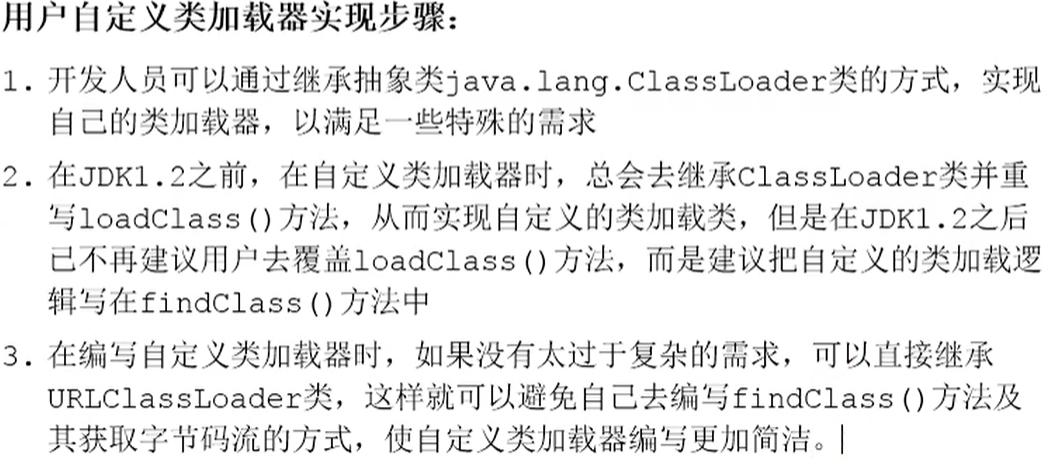 用户自定义类加载器实现步骤：
1. 开发人员可以通过继承抽象类java.lang.ClassLoader类的方式，实现
自己的类加载器，以满足一些特殊的需求
2. 在JDK1.2之前，在自定义类加载器时，总会去继承ClassLoader类并重
写loadClass()方法，从而实现自定义的类加载类，但是在JDK1.2之后
已不再建议用户去覆盖loadClass()方法，而是建议把自定义的类加载逻
辑写在findClass()方法中
3. 在编写自定义类加载器时，如果没有太过于复杂的需求，可以直接继承
URLClassLoader类，这样就可以避免自己去编写findClass()方法及
其获取字节码流的方式，使自定义类加载器编写更加简洁。